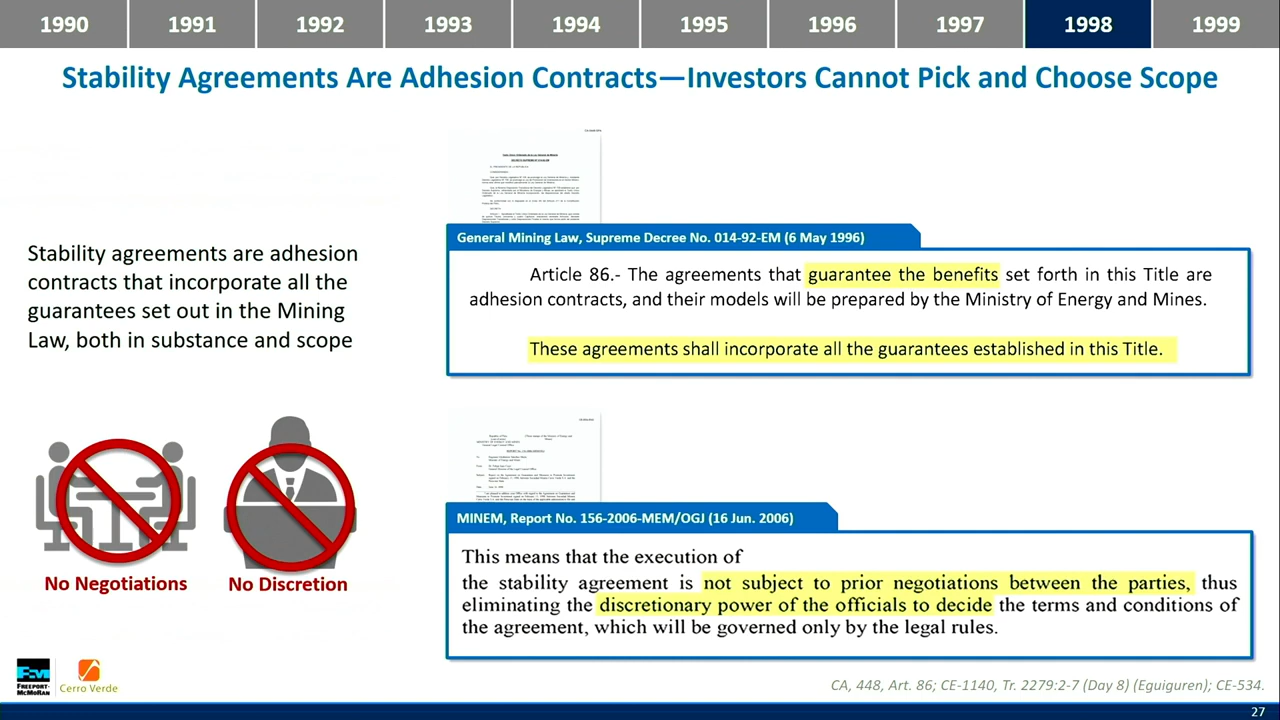 1990 1991 1992 1993 1994 1995 1996 1997 1998 1999
Stability Agreements Are Adhesion Contracts—Investors Cannot Pick and Choose Scope
Stability agreements are adhesion
contracts that incorporate all the
guarantees set out in the Mining
Law, both in substance and scope
No Negotiations
No Discretion
General Mining Law, Supreme Decree No. 014-92-EM (6 May 1996)
Article 86.- The agreements that guarantee the benefits set forth in this Title are
adhesion contracts, and their models will be prepared by the Ministry of Energy and Mines.
These agreements shall incorporate all the guarantees established in this Title.
MINEM, Report No. 156-2006-MEM/OGJ (16 Jun. 2006)
This means that the execution of
the stability agreement is not subject to prior negotiations between the parties, thus
eliminating the discretionary power of the officials to decide the terms and conditions of
the agreement, which will be governed only by the legal rules.
FREEPORT-
McMoRAN
Cerro Verde
CA, 448, Art. 86; CE-1140, Tr. 2279:2-7 (Day 8) (Eguiguren); CE-534.
27